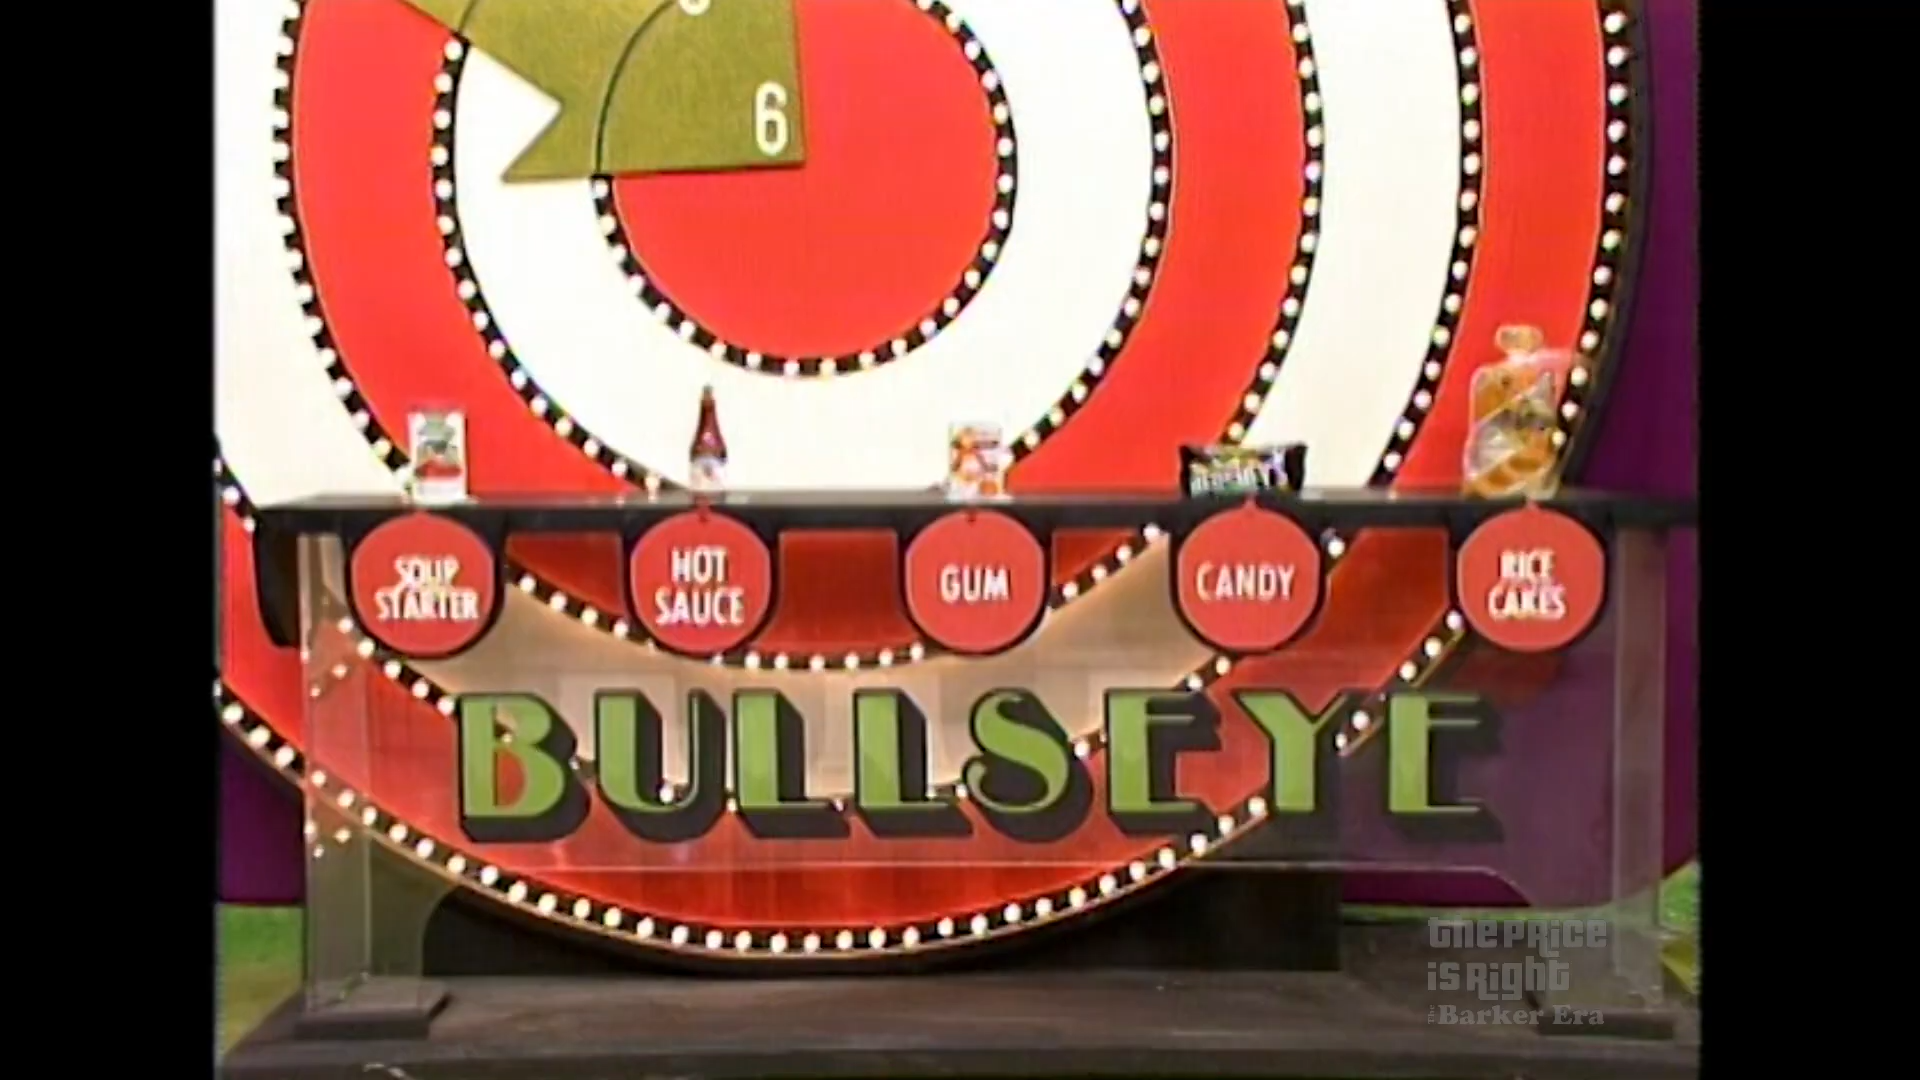 6
SOUP
STARTER
HOT
SAUCE
GUM
CANDY
RICE
CAKES
BULLSEYE
the PRICE
is Right
The Barker Era